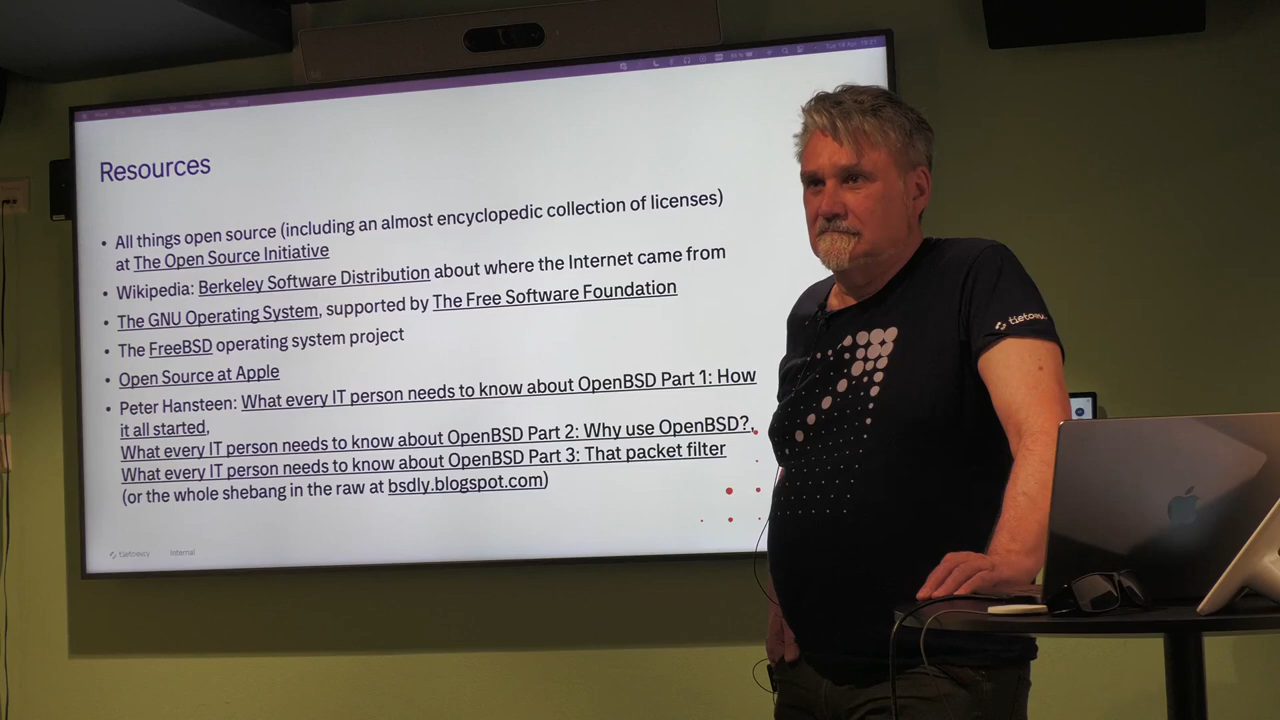 Resources
• All things open source (including an almost encyclopedic collection of licenses)
at The Open Source Initiative
• Wikipedia: Berkeley Software Distribution about where the Internet came from
• The GNU Operating System, supported by The Free Software Foundation
• The FreeBSD operating system project
• Open Source at Apple
• Peter Hansteen: What every IT person needs to know about OpenBSD Part 1: How
it all started,
What every IT person needs to know about OpenBSD Part 2: Why use OpenBSD?,
What every IT person needs to know about OpenBSD Part 3: That packet filter
(or the whole shebang in the raw at bsdly.blogspot.com)
tietoevry Internal